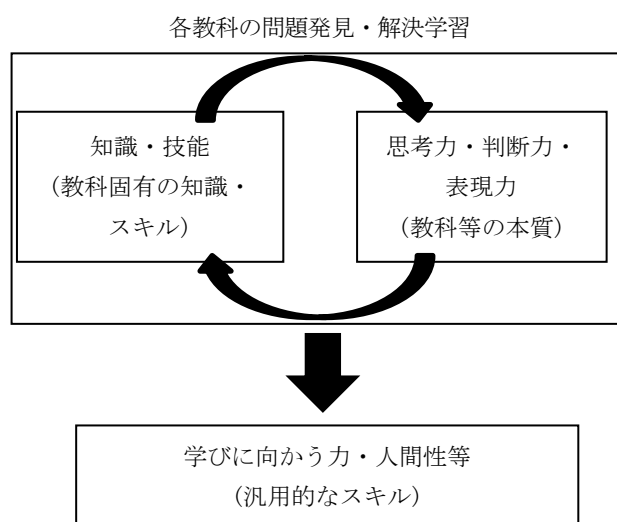 各教科の問題発見・解決学習
知識・技能
（教科固有の知識・
スキル）
思考力・判断力・
表現力
（教科等の本質）
学びに向かう力・人間性等
（汎用的なスキル）